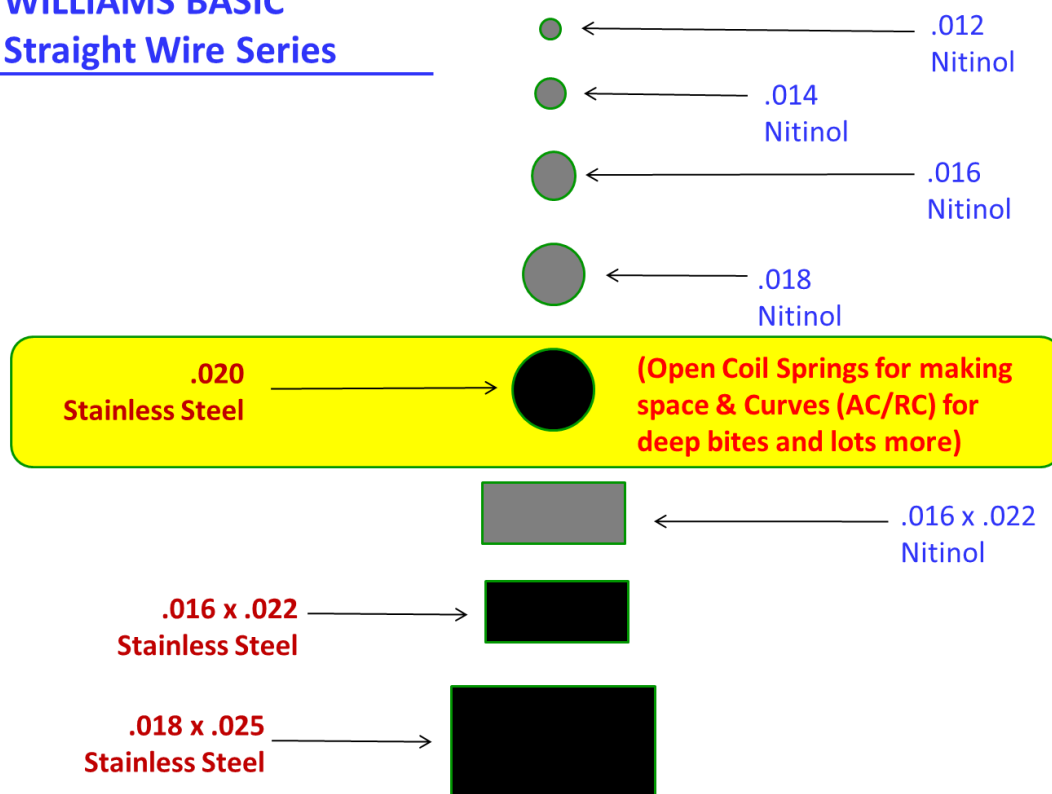 WILLIAMS BASIC
Straight Wire Series
.012
Nitinol
.014
Nitinol
.016
Nitinol
.018
Nitinol
.020
Stainless Steel
(Open Coil Springs for making
space & Curves (AC/RC) for
deep bites and lots more)
.016 x .022
Nitinol
.016 x .022
Stainless Steel
.018 x .025
Stainless Steel